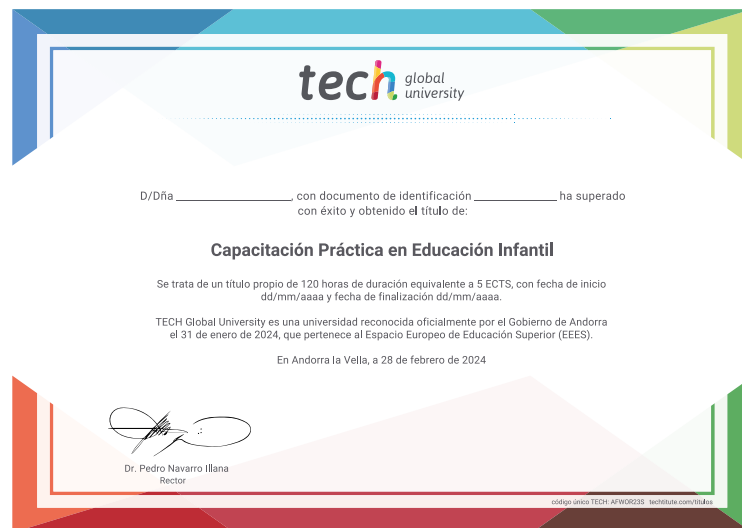 tech global university
D/Dña _________________, con documento de identificación ____________ ha superado
con éxito y obtenido el título de:
Capacitación Práctica en Educación Infantil
Se trata de un título propio de 120 horas de duración equivalente a 5 ECTS, con fecha de inicio
dd/mm/aaaa y fecha de finalización dd/mm/aaaa.
TECH Global University es una universidad reconocida oficialmente por el Gobierno de Andorra
el 31 de enero de 2024, que pertenece al Espacio Europeo de Educación Superior (EEES).
En Andorra la Vella, a 28 de febrero de 2024
Dr. Pedro Navarro Illana
Rector
código único TECH: AFWOR23S techtitute.com/titulos